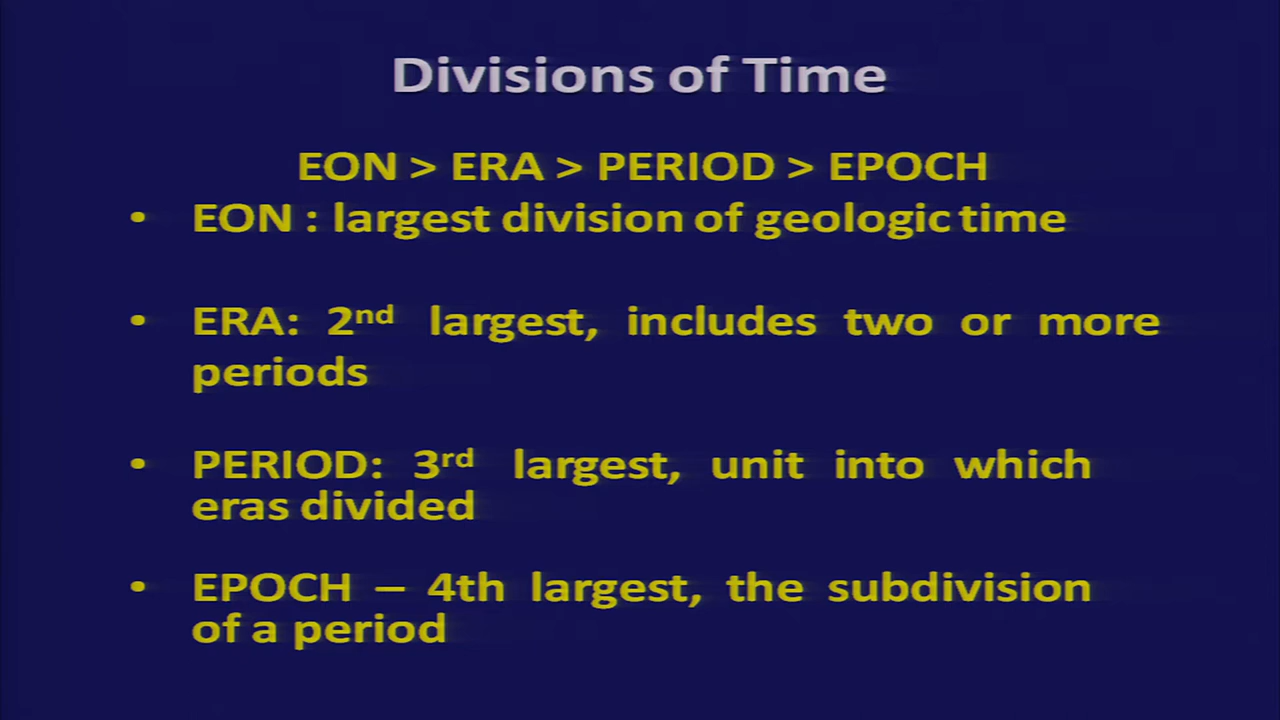 Divisions of Time
EON > ERA > PERIOD > EPOCH
• EON : largest division of geologic time
• ERA: 2nd largest, includes two or more
periods
• PERIOD: 3rd largest, unit into which
eras divided
• EPOCH – 4th largest, the subdivision
of a period